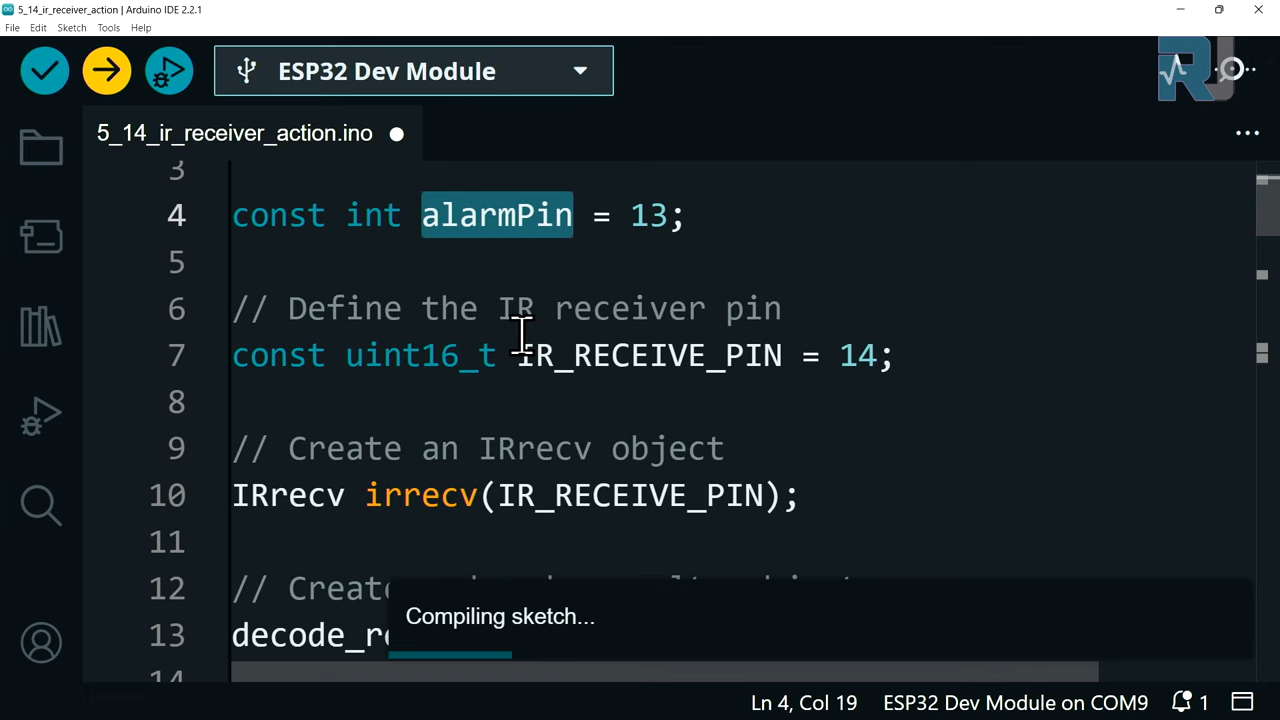 5_14_ir_receiver_action | Arduino IDE 2.2.1
File Edit Sketch Tools Help
ESP32 Dev Module
5_14_ir_receiver_action.ino
3
4 const int alarmPin = 13;
5
6 // Define the IR receiver pin
7 const uint16_t IR_RECEIVE_PIN = 14;
8
9 // Create an IRrecv object
10 IRrecv irrecv(IR_RECEIVE_PIN);
11
12 // Create
Compiling sketch...
13 decode_re
14
Ln 4, Col 19 ESP32 Dev Module on COM9 1